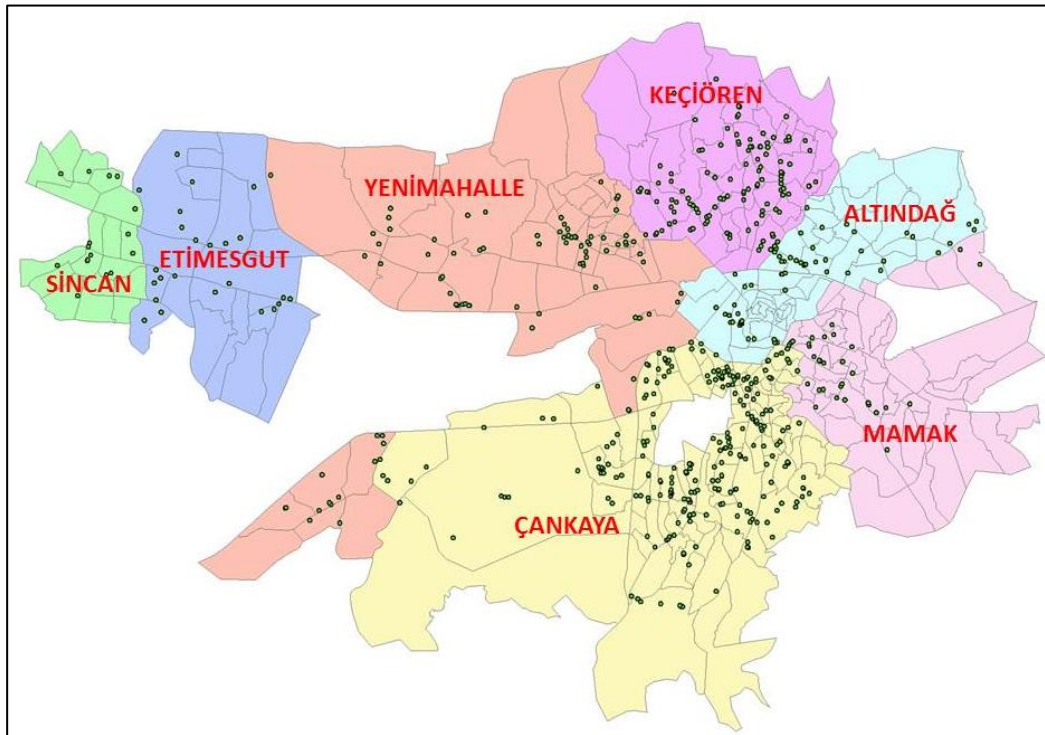 KEÇİÖREN
YENİMAHALLE
ALTINDAĞ
ETİMESGUT
SİNCAN
MAMAK
ÇANKAYA